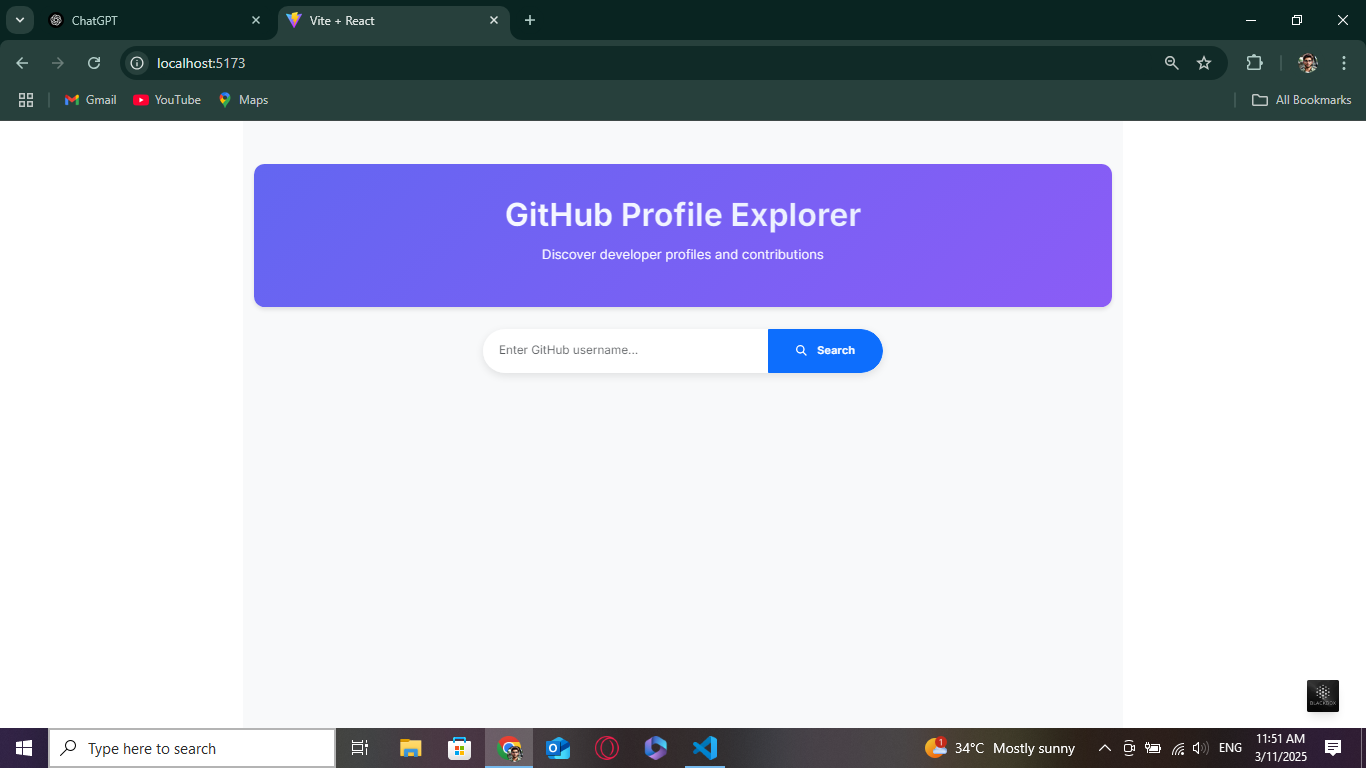 ChatGPT
Vite + React
localhost:5173
Gmail
YouTube
Maps
All Bookmarks
GitHub Profile Explorer
Discover developer profiles and contributions
Enter GitHub username...
Search
BLACKBOX
Type here to search
1
34°C Mostly sunny
ENG
11:51 AM
3/11/2025